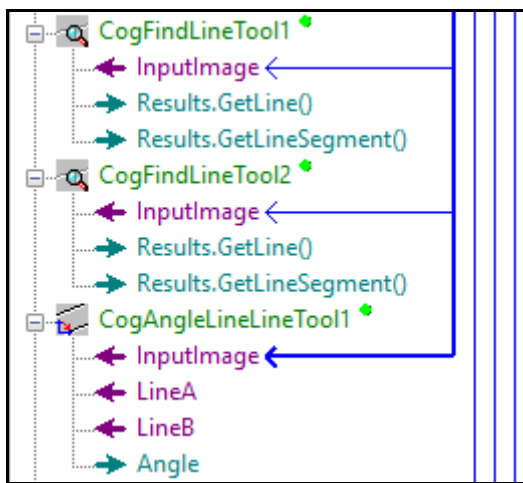 CogFindLineTool1
InputImage
Results.GetLine()
Results.GetLineSegment()
CogFindLineTool2
InputImage
Results.GetLine()
Results.GetLineSegment()
CogAngleLineLineTool1
InputImage
LineA
LineB
Angle